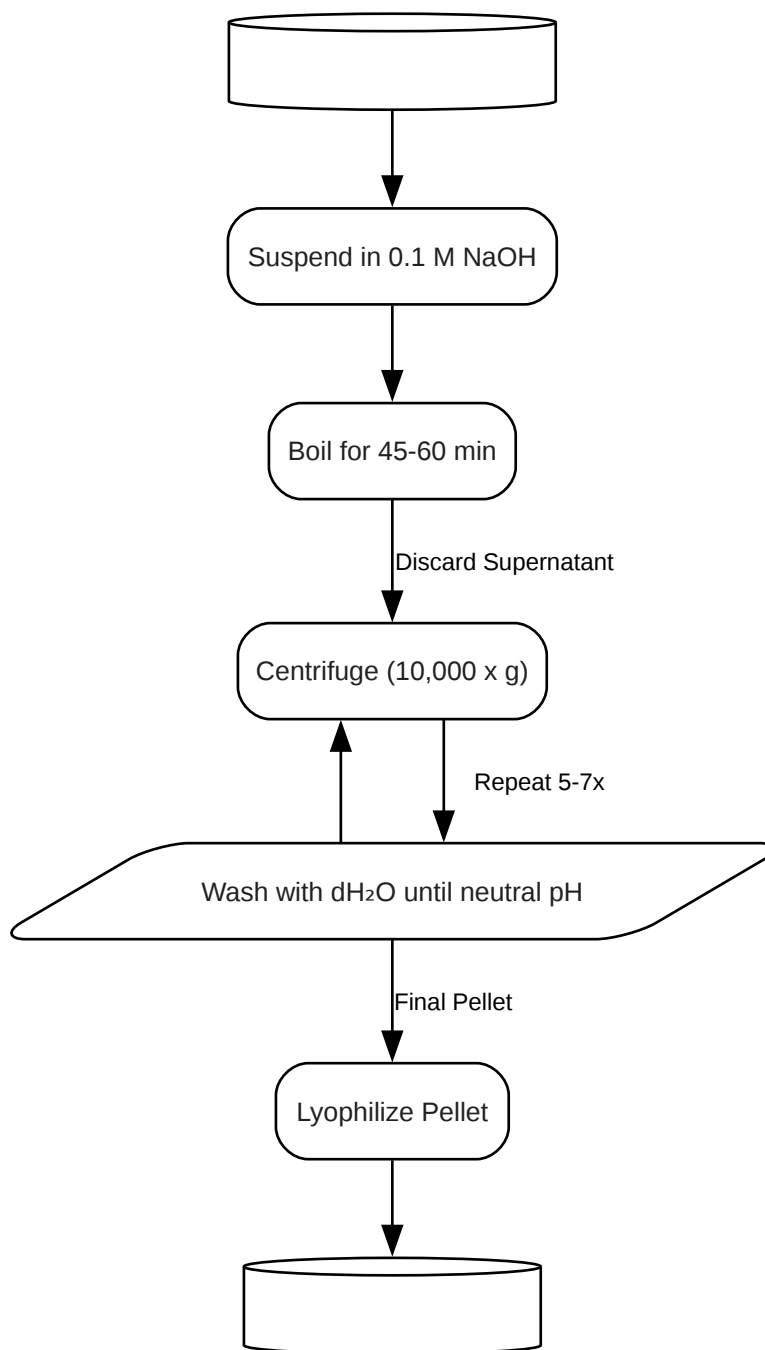 Suspend in 0.1 M NaOH
Boil for 45-60 min
Discard Supernatant
Centrifuge (10,000 x g)
Repeat 5-7x
Wash with dH₂O until neutral pH
Final Pellet
Lyophilize Pellet